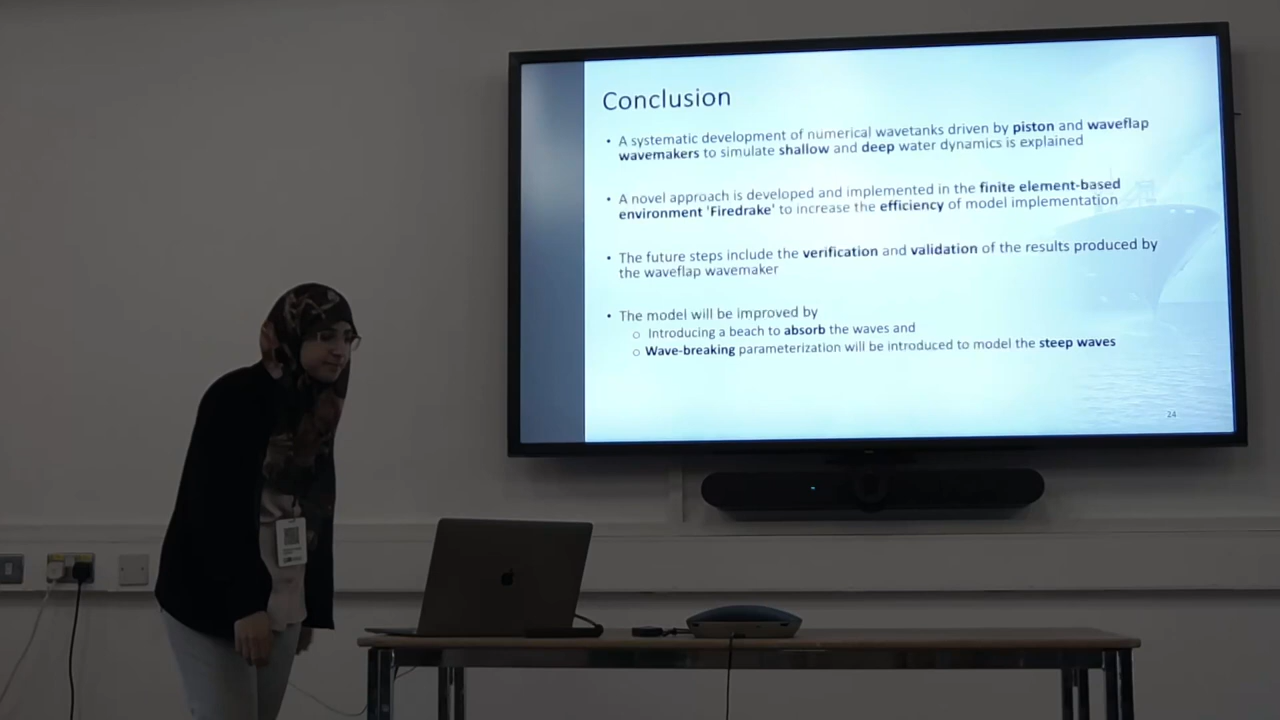 Conclusion
• A systematic development of numerical wavetanks driven by piston and waveflap
wavemakers to simulate shallow and deep water dynamics is explained
• A novel approach is developed and implemented in the finite element-based
environment 'Firedrake' to increase the efficiency of model implementation
• The future steps include the verification and validation of the results produced by
the waveflap wavemaker
• The model will be improved by
o Introducing a beach to absorb the waves and
o Wave-breaking parameterization will be introduced to model the steep waves
24